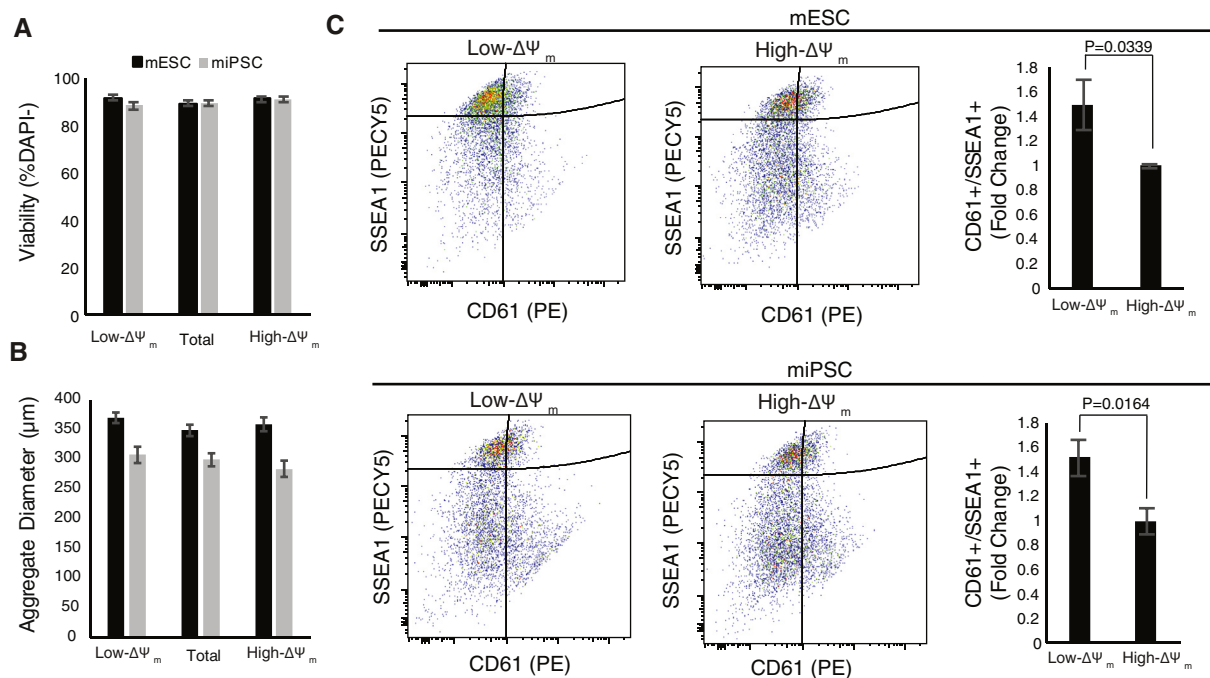 A
mESC miPSC
Viability (%DAPI-)
100
80
60
40
20
0
Low-ΔΨm
Total
High-ΔΨm
B
Aggregate Diameter (μm)
400
350
300
250
200
150
100
50
0
Low-ΔΨm
Total
High-ΔΨm
C
mESC
Low-ΔΨm
SSEA1 (PECY5)
CD61 (PE)
High-ΔΨm
SSEA1 (PECY5)
CD61 (PE)
P=0.0339
CD61+/SSEA1+
(Fold Change)
1.8
1.6
1.4
1.2
1
0.8
0.6
0.4
0.2
0
Low-ΔΨm
High-ΔΨm
miPSC
Low-ΔΨm
SSEA1 (PECY5)
CD61 (PE)
High-ΔΨm
SSEA1 (PECY5)
CD61 (PE)
P=0.0164
CD61+/SSEA1+
(Fold Change)
1.8
1.6
1.4
1.2
1
0.8
0.6
0.4
0.2
0
Low-ΔΨm
High-ΔΨm